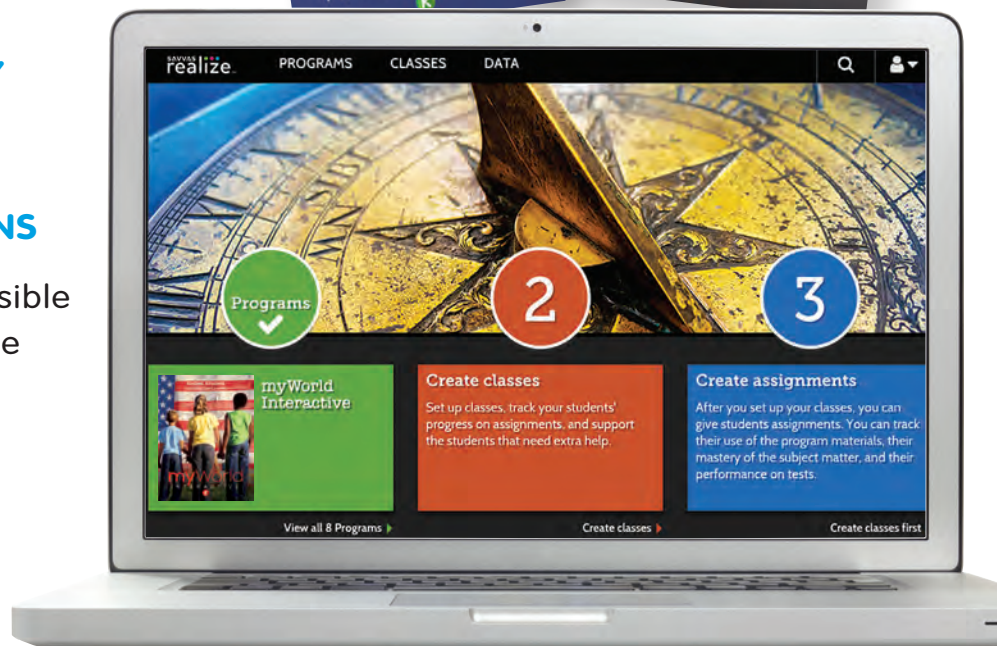 K
NS
sible
e
SAVVAS
realize
PROGRAMS
CLASSES
DATA
Programs
2
3
myWorld
Interactive
myWorld
INTERACTIVE
View all 8 Programs
Create classes
Set up classes, track your students'
progress on assignments, and support
the students that need extra help.
Create classes
Create assignments
After you set up your classes, you can
give students assignments. You can track
their use of the program materials, their
mastery of the subject matter, and their
performance on tests.
Create classes first